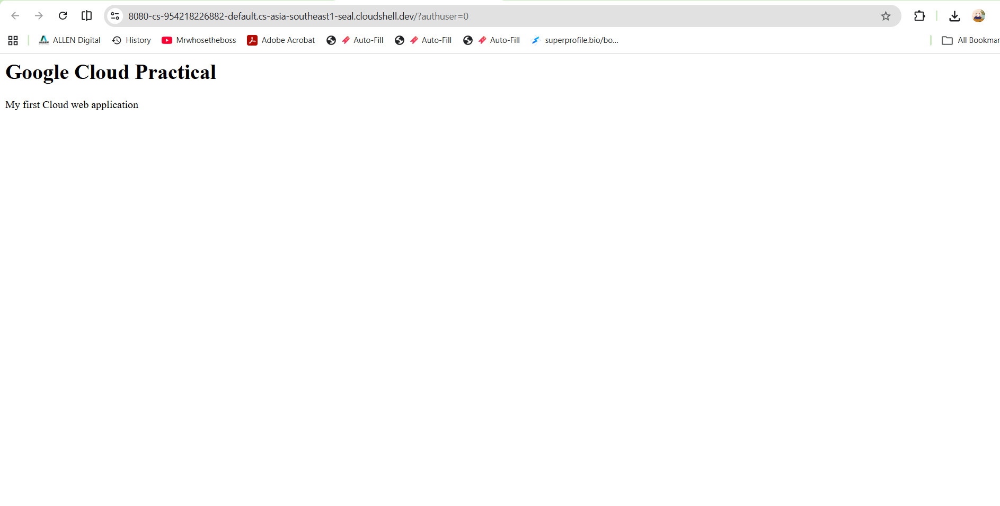 8080-cs-954218226882-default.cs-asia-southeast1-seal.cloudshell.dev/?authuser=0
ALLEN Digital History Mrwhosetheboss Adobe Acrobat Auto-Fill Auto-Fill Auto-Fill superprofile.bio/bo... All Bookmar
Google Cloud Practical
My first Cloud web application